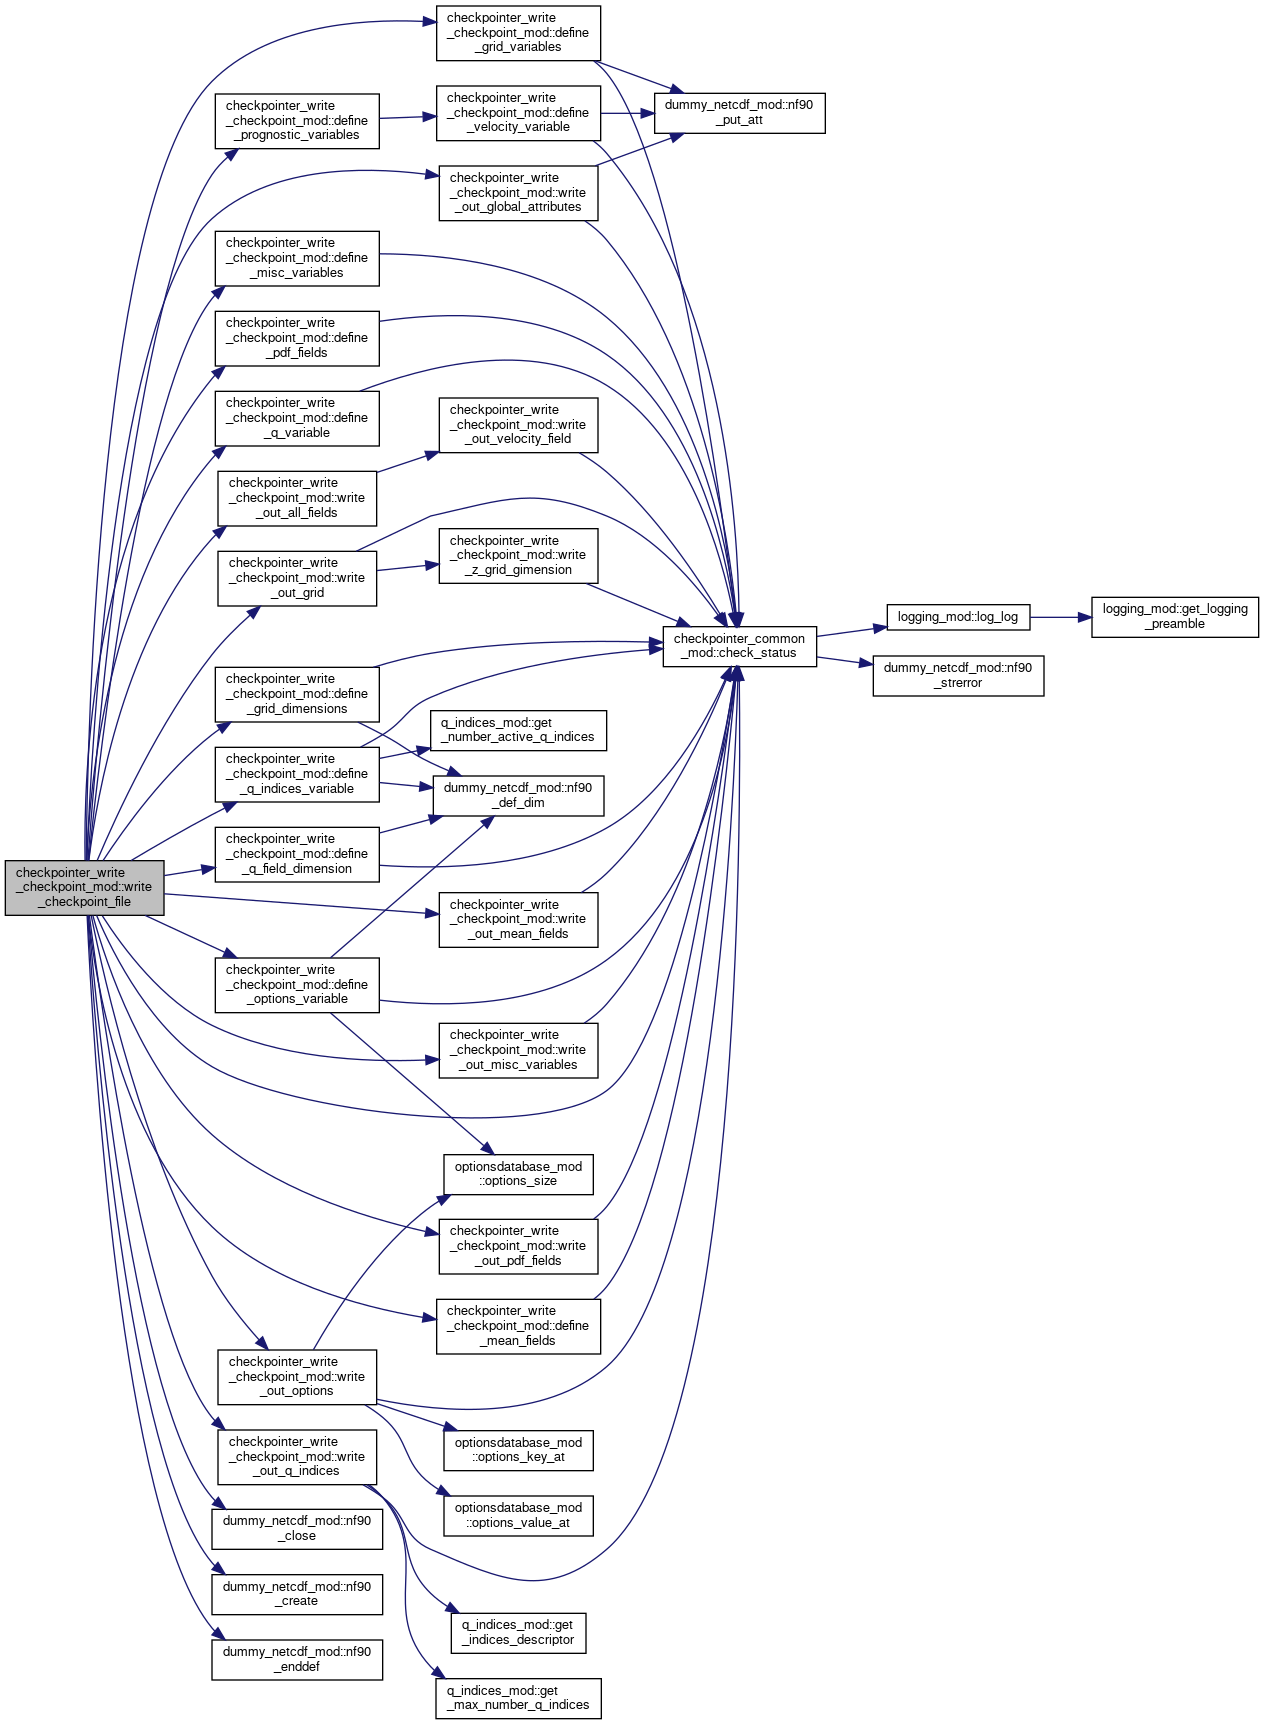 checkpointer_write
_checkpoint_mod::define
_grid_variables
checkpointer_write
_checkpoint_mod::define
_prognostic_variables
checkpointer_write
_checkpoint_mod::define
_velocity_variable
dummy_netcdf_mod::nf90
_put_att
checkpointer_write
_checkpoint_mod::write
_out_global_attributes
checkpointer_write
_checkpoint_mod::define
_misc_variables
checkpointer_write
_checkpoint_mod::define
_pdf_fields
checkpointer_write
_checkpoint_mod::define
_q_variable
checkpointer_write
_checkpoint_mod::write
_out_velocity_field
checkpointer_write
_checkpoint_mod::write
_out_all_fields
checkpointer_write
_checkpoint_mod::write
_out_grid
checkpointer_write
_checkpoint_mod::write
_z_grid_gimension
checkpointer_common
_mod::check_status
logging_mod::log_log
logging_mod::get_logging
_preamble
dummy_netcdf_mod::nf90
_strerror
checkpointer_write
_checkpoint_mod::define
_grid_dimensions
q_indices_mod::get
_number_active_q_indices
checkpointer_write
_checkpoint_mod::define
_q_indices_variable
dummy_netcdf_mod::nf90
_def_dim
checkpointer_write
_checkpoint_mod::define
_q_field_dimension
checkpointer_write
_checkpoint_mod::write
_checkpoint_file
checkpointer_write
_checkpoint_mod::write
_out_mean_fields
checkpointer_write
_checkpoint_mod::define
_options_variable
checkpointer_write
_checkpoint_mod::write
_out_misc_variables
optionsdatabase_mod
::options_size
checkpointer_write
_checkpoint_mod::write
_out_pdf_fields
checkpointer_write
_checkpoint_mod::define
_mean_fields
checkpointer_write
_checkpoint_mod::write
_out_options
checkpointer_write
_checkpoint_mod::write
_out_q_indices
optionsdatabase_mod
::options_key_at
optionsdatabase_mod
::options_value_at
dummy_netcdf_mod::nf90
_close
dummy_netcdf_mod::nf90
_create
q_indices_mod::get
_indices_descriptor
dummy_netcdf_mod::nf90
_enddef
q_indices_mod::get
_max_number_q_indices